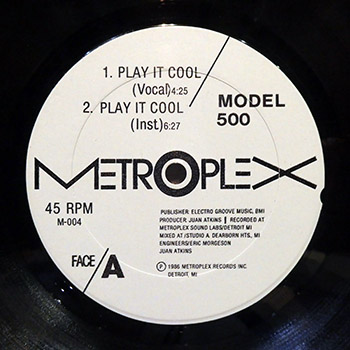 1. PLAY IT COOL
(Vocal) 4:25
2. PLAY IT COOL
(Inst) 6:27
MODEL
500
METROPLEX
45 RPM
M-004
PUBLISHER: ELECTRO GROOVE MUSIC, BMI
PRODUCER: JUAN ATKINS / RECORDED AT
METROPLEX SOUND LABS/DETROIT MI
MIXED AT /STUDIO A, DEARBORN HTS., MI
ENGINEERS/ERIC MORGESON
JUAN ATKINS
FACE/A
℗ 1986 METROPLEX RECORDS INC.
DETROIT, MI